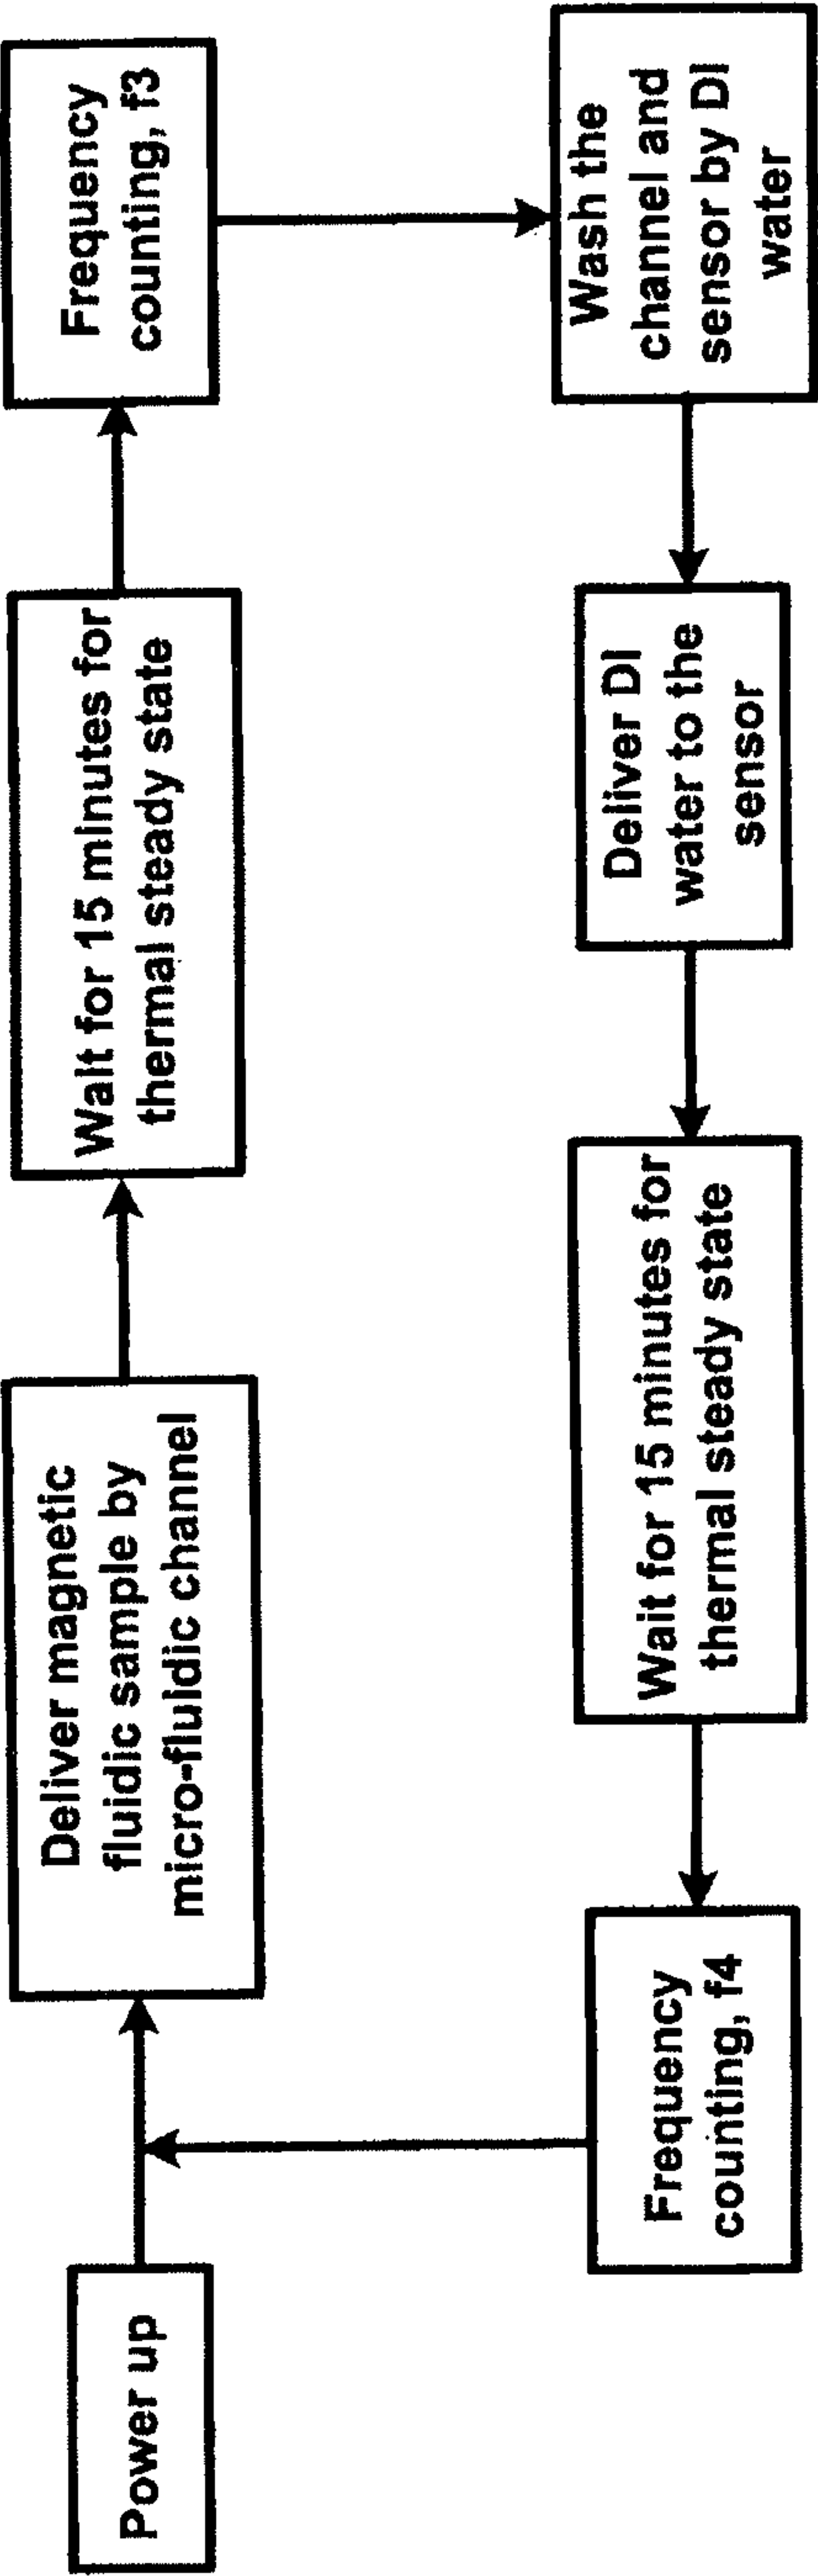 Power up
Deliver magnetic
fluidic sample by
micro-fluidic channel
Wait for 15 minutes for
thermal steady state
Frequency
counting, f3
Wash the
channel and
sensor by DI
water
Deliver DI
water to the
sensor
Wait for 15 minutes for
thermal steady state
Frequency
counting, f4